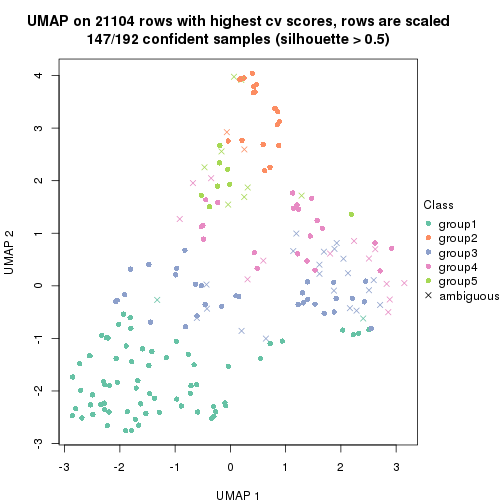 UMAP on 21104 rows with highest cv scores, rows are scaled
147/192 confident samples (silhouette > 0.5)
4
3
2
1
0
-1
-2
-3
UMAP 2
-3
-2
-1
0
1
2
3
UMAP 1
Class
group1
group2
group3
group4
group5
ambiguous